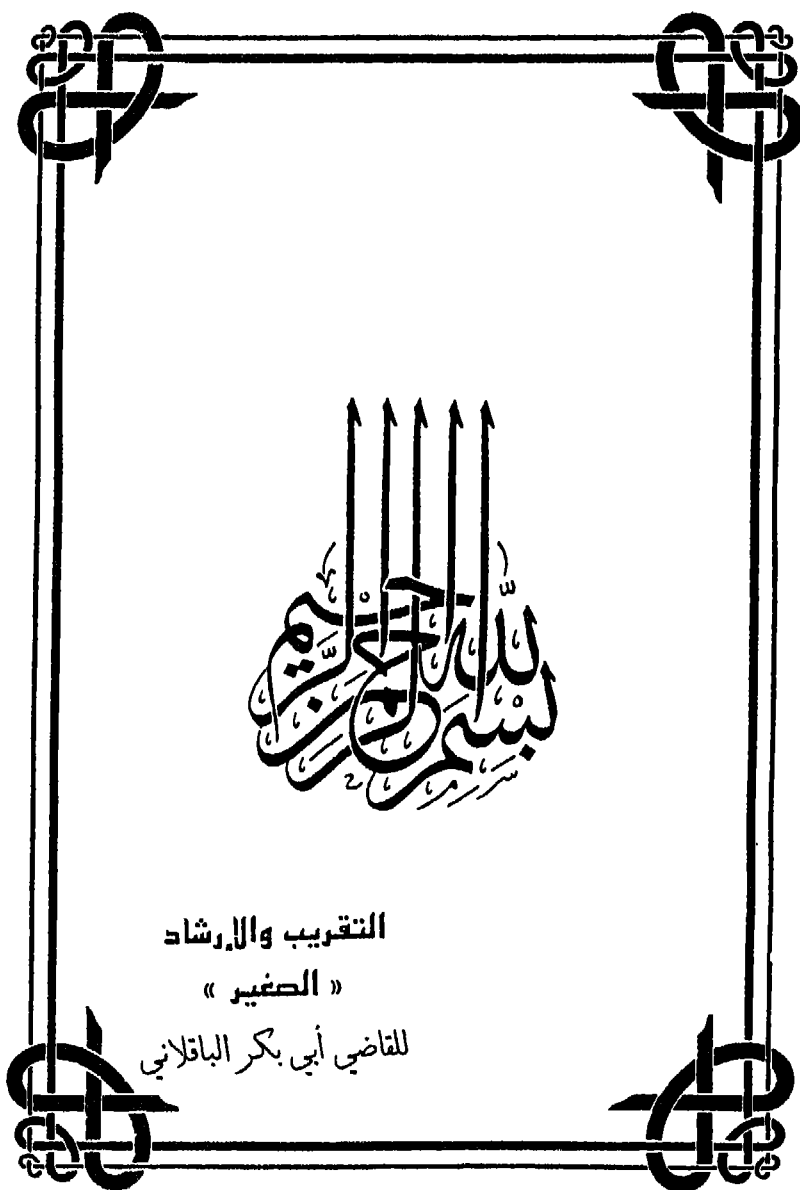 بسم الله الرحمن الرحيم
التقريب والإرشاد
« الصغير »
للقاضي أبي بكر الباقلاني